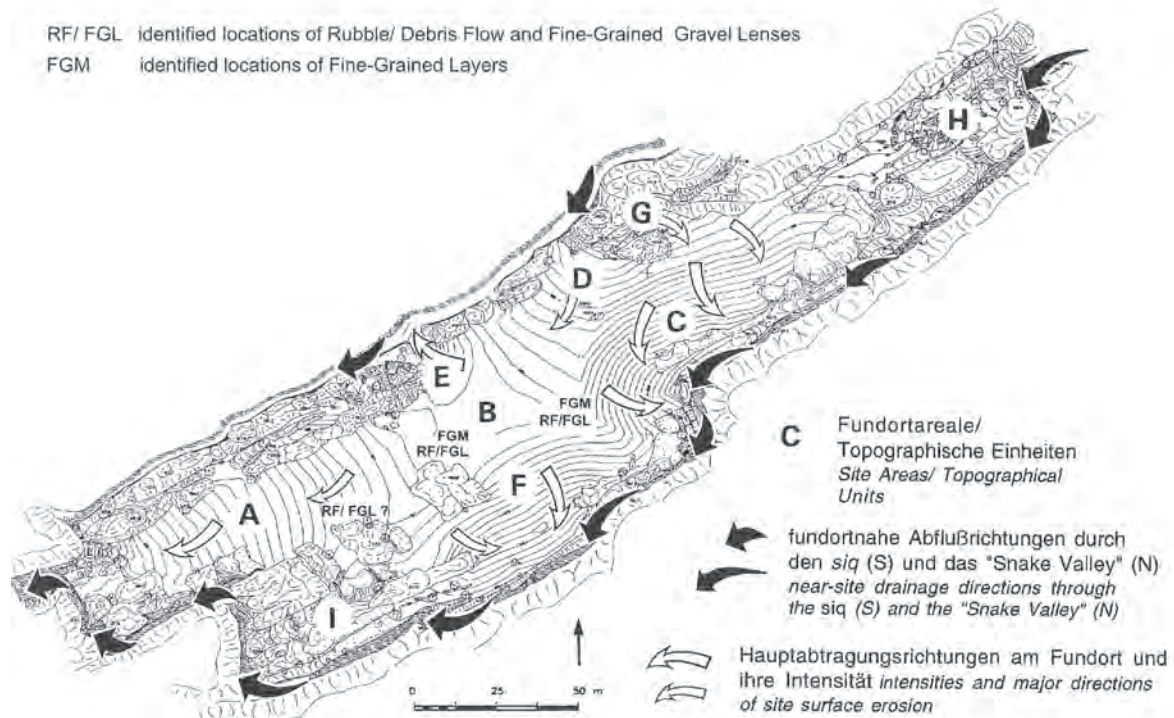 RF/ FGL identified locations of Rubble/ Debris Flow and Fine-Grained Gravel Lenses
FGM identified locations of Fine-Grained Layers
H
G
D
C
E
B
FGM
RF/FGL
FGM
RF/FGL
F
A
RF/ FGL ?
I
C Fundortareale/
Topographische Einheiten
Site Areas/ Topographical
Units
fundortnahe Abflußrichtungen durch
den siq (S) und das "Snake Valley" (N)
near-site drainage directions through
the siq (S) and the "Snake Valley" (N)
Hauptabtragungsrichtungen am Fundort und
ihre Intensität intensities and major directions
of site surface erosion
0 25 50 m